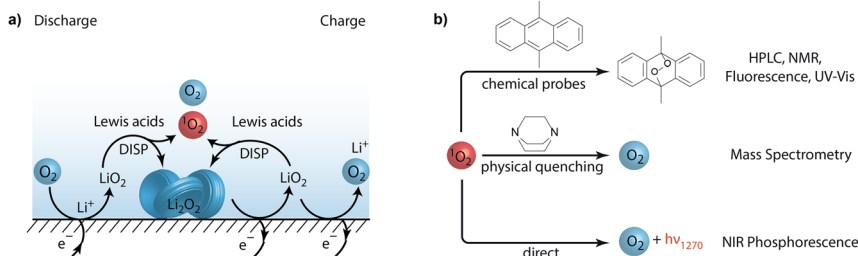 a) Discharge Charge
O₂
Lewis acids ¹O₂ Lewis acids
DISP DISP
O₂ LiO₂ Li₂O₂ LiO₂ Li⁺ O₂
Li⁺
e⁻ e⁻ e⁻
b)
O O
chemical probes
HPLC, NMR,
Fluorescence, UV-Vis
N N
¹O₂ physical quenching O₂ Mass Spectrometry
direct O₂ + hν₁₂₇₀ NIR Phosphorescence